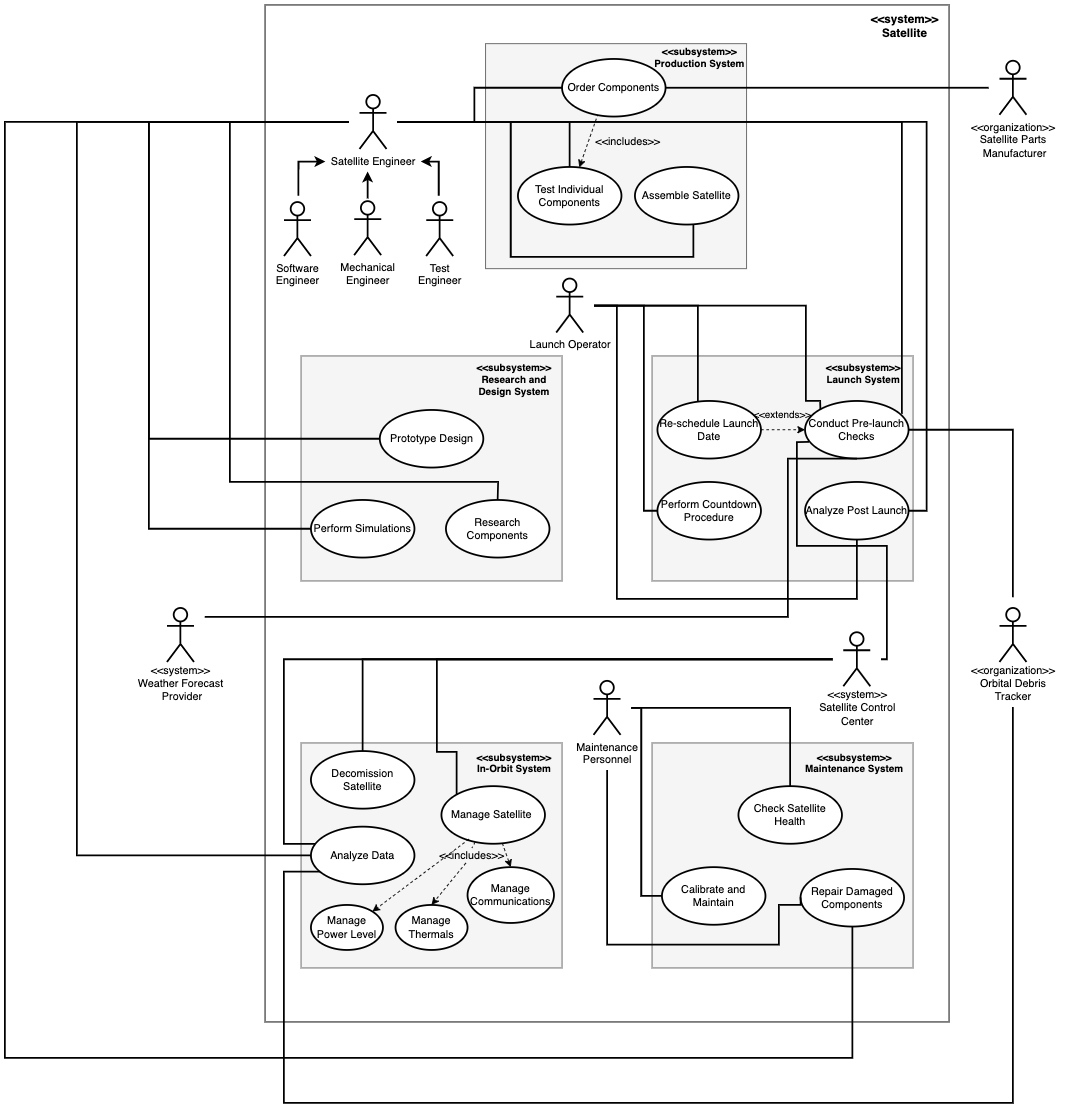 <<system>>
Satellite
<<subsystem>>
Production System
Order Components
<<includes>>
Test Individual
Components
Assemble Satellite
<<organization>>
Satellite Parts
Manufacturer
Satellite Engineer
Software
Engineer
Mechanical
Engineer
Test
Engineer
Launch Operator
<<subsystem>>
Research and
Design System
Prototype Design
Perform Simulations
Research
Components
<<subsystem>>
Launch System
Re-schedule Launch
Date
<<extends>>
Conduct Pre-launch
Checks
Perform Countdown
Procedure
Analyze Post Launch
<<system>>
Weather Forecast
Provider
<<system>>
Satellite Control
Center
<<organization>>
Orbital Debris
Tracker
Maintenance
Personnel
<<subsystem>>
In-Orbit System
Decomission
Satellite
Manage Satellite
Analyze Data
<<includes>>
Manage
Communications
Manage
Power Level
Manage
Thermals
<<subsystem>>
Maintenance System
Check Satellite
Health
Calibrate and
Maintain
Repair Damaged
Components